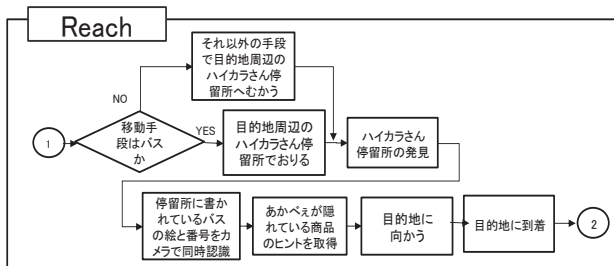 Reach
それ以外の手段
で目的地周辺の
ハイカラさん停
留所へむかう
NO
1
移動手
段はバス
か
YES
目的地周辺の
ハイカラさん停
留所でおりる
ハイカラさん
停留所の発見
停留所に書か
れているバス
の絵と番号をカ
メラで同時認識
あかべぇが隠
れている商品
のヒントを取得
目的地に
向かう
目的地に到着
2